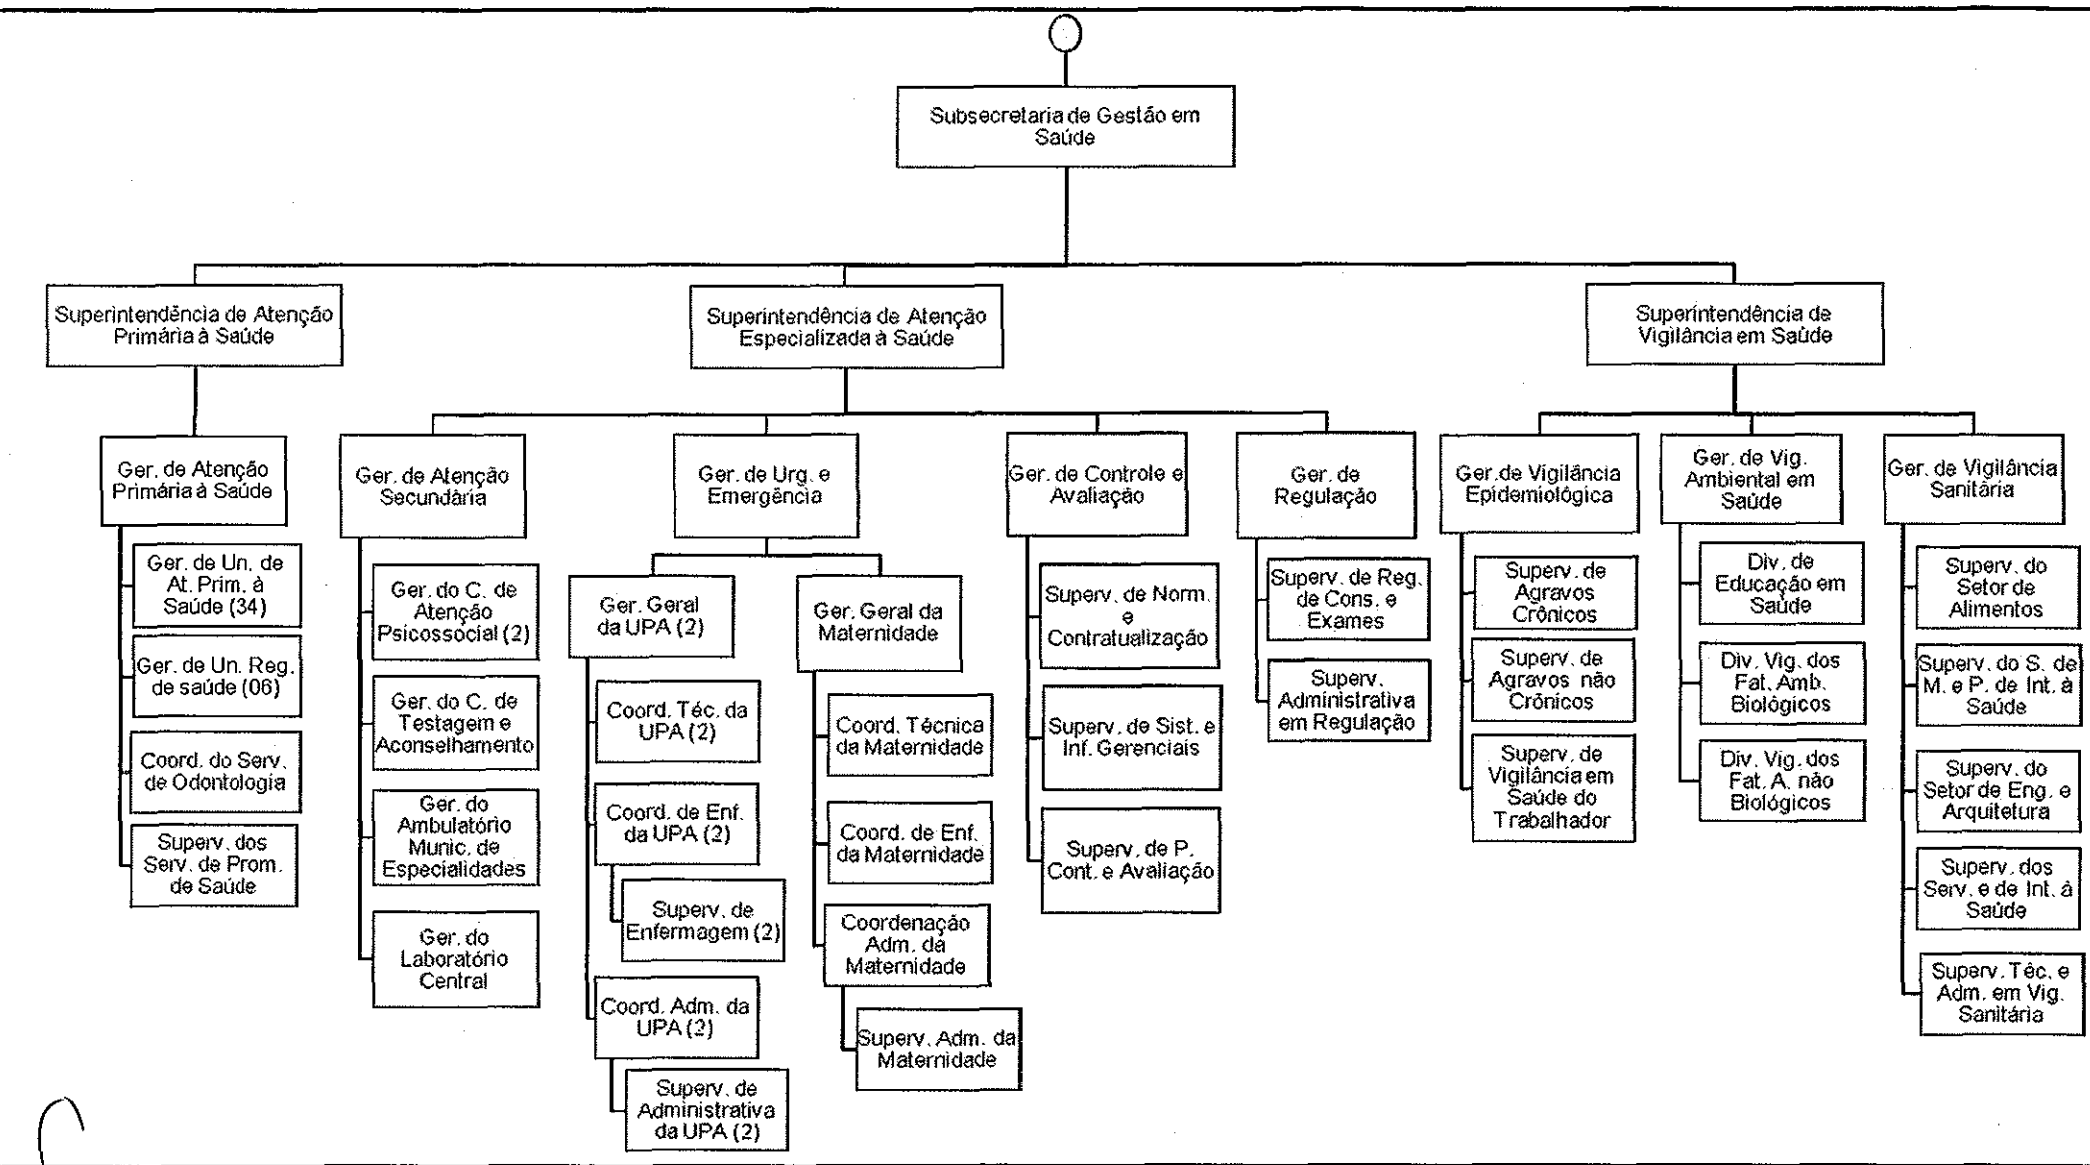 Subsecretaria de Gestão em
Saúde
Superintendência de Atenção
Primária à Saúde
Superintendência de Atenção
Especializada à Saúde
Superintendência de
Vigilância em Saúde
Ger. de Atenção
Primária à Saúde
Ger. de Un. de
At. Prim. à
Saúde (34)
Ger. de Un. Reg.
de saúde (06)
Coord. do Serv.
de Odontologia
Superv. dos
Serv. de Prom.
de Saúde
Ger. de Atenção
Secundária
Ger. do C. de
Atenção
Psicossocial (2)
Ger. do C. de
Testagem e
Aconselhamento
Ger. do
Ambulatório
Munic. de
Especialidades
Ger. do
Laboratório
Central
Ger. de Urg. e
Emergência
Ger. Geral
da UPA (2)
Coord. Téc. da
UPA (2)
Coord. de Enf.
da UPA (2)
Superv. de
Enfermagem (2)
Coord. Adm. da
UPA (2)
Superv. de
Administrativa
da UPA (2)
Ger. Geral da
Maternidade
Coord. Técnica
da Maternidade
Coord. de Enf.
da Maternidade
Coordenação
Adm. da
Maternidade
Superv. Adm. da
Maternidade
Ger. de Controle e
Avaliação
Superv. de Norm.
e
Contratualização
Superv. de Sist. e
Inf. Gerenciais
Superv. de P.
Cont. e Avaliação
Ger. de
Regulação
Superv. de Reg.
de Cons. e
Exames
Superv.
Administrativa
em Regulação
Ger. de Vigilância
Epidemiológica
Superv. de
Agravos
Crônicos
Superv. de
Agravos não
Crônicos
Superv. de
Vigilância em
Saúde do
Trabalhador
Ger. de Vig.
Ambiental em
Saúde
Div. de
Educação em
Saúde
Div. Vig. dos
Fat. Amb.
Biológicos
Div. Vig. dos
Fat. A. não
Biológicos
Ger. de Vigilância
Sanitária
Superv. do
Setor de
Alimentos
Superv. do S. de
M. e P. de Int. à
Saúde
Superv. do
Setor de Eng. e
Arquitetura
Superv. dos
Serv. e de Int. à
Saúde
Superv. Téc. e
Adm. em Vig.
Sanitária